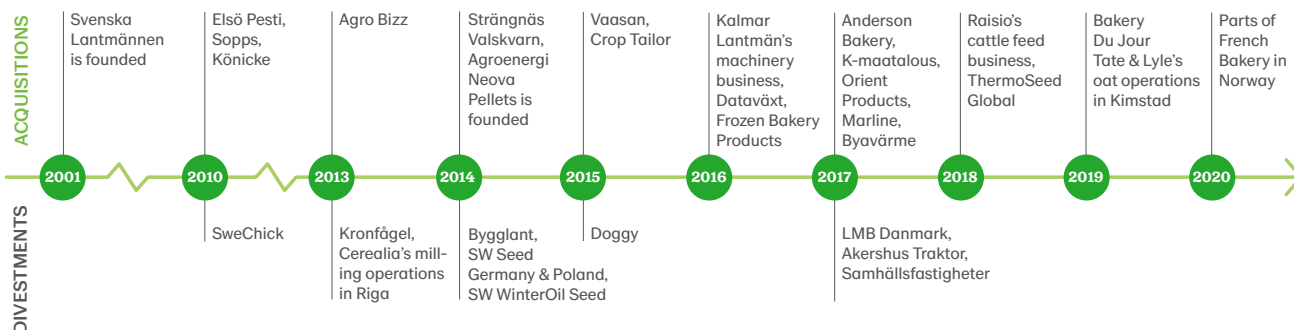 ACQUISITIONS
Svenska
Lantmännen
is founded
Elsö Pesti,
Sopps,
Könicke
Agro Bizz
Strängnäs
Valskvarn,
Agroenergi
Neova
Pellets is
founded
Vaasan,
Crop Tailor
Kalmar
Lantmän’s
machinery
business,
Dataväxt,
Frozen Bakery
Products
Anderson
Bakery,
K-maatalous,
Orient
Products,
Marline,
Byavärme
Raisio’s
cattle feed
business,
ThermoSeed
Global
Bakery
Du Jour
Tate & Lyle’s
oat operations
in Kimstad
Parts of
French
Bakery in
Norway
2001
2010
2013
2014
2015
2016
2017
2018
2019
2020
DIVESTMENTS
SweChick
Kronfågel,
Cerealia’s mill-
ing operations
in Riga
Bygglant,
SW Seed
Germany & Poland,
SW WinterOil Seed
Doggy
LMB Danmark,
Akershus Traktor,
Samhällsfastigheter